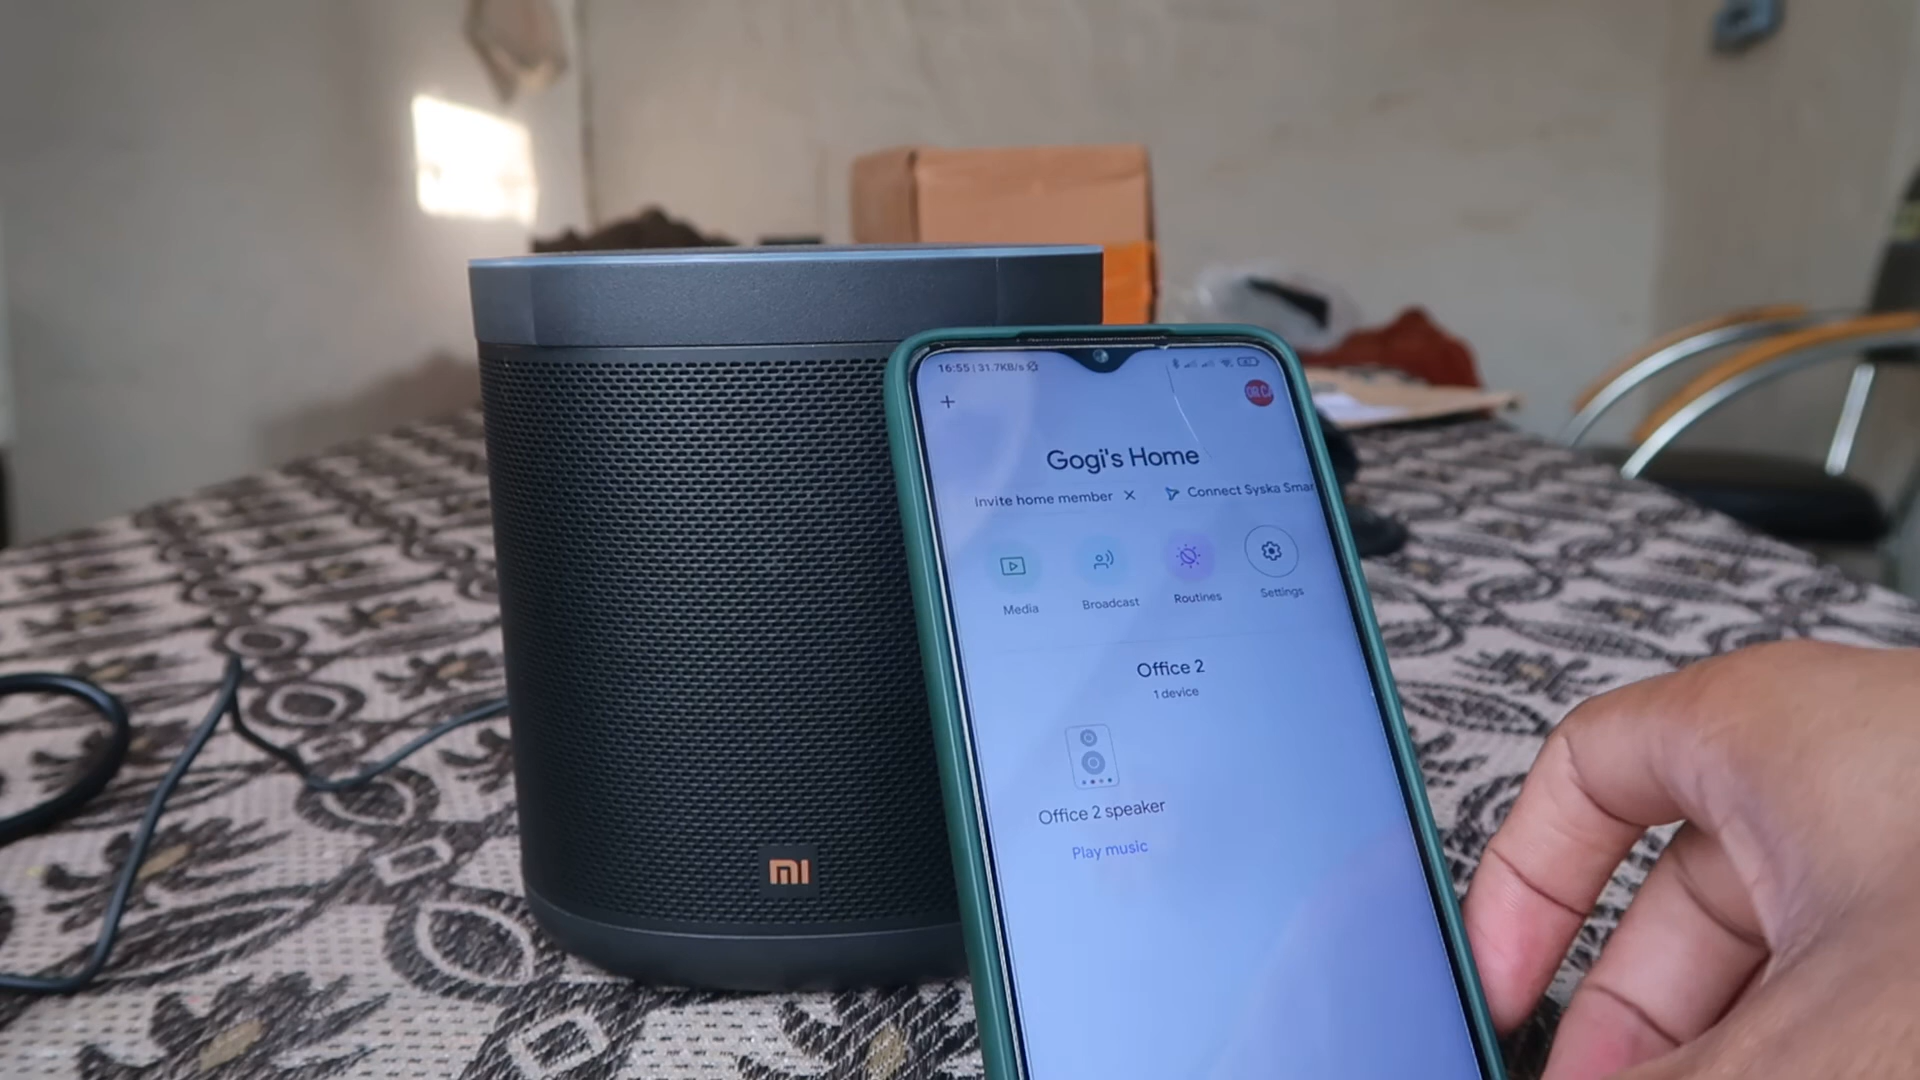 16:55 | 31.7KB/s
Gogi's Home
Invite home member
Connect Syska Smar
Media
Broadcast
Routines
Settings
Office 2
1 device
Office 2 speaker
Play music
MI